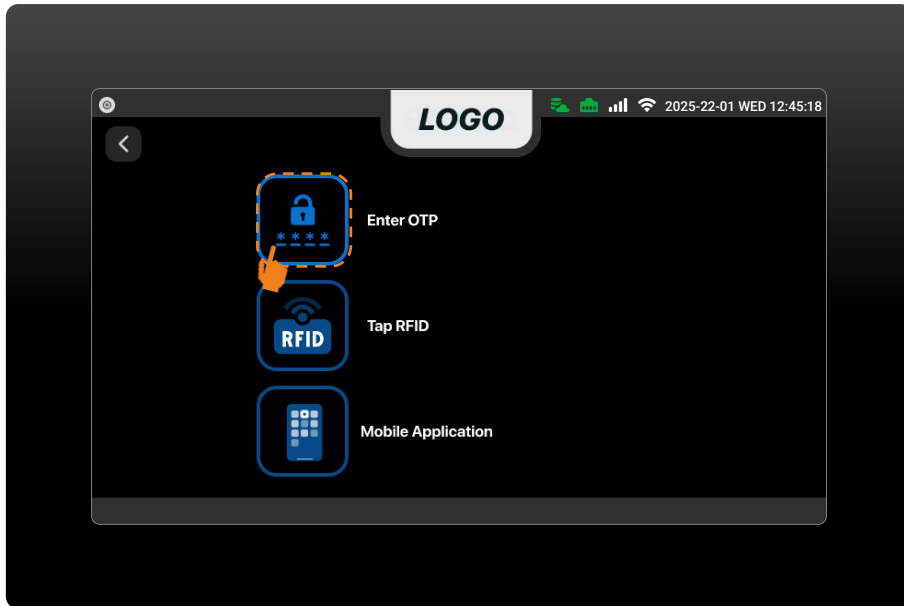 LOGO
2025-22-01 WED 12:45:18
Enter OTP
* * * *
RFID
Tap RFID
Mobile Application